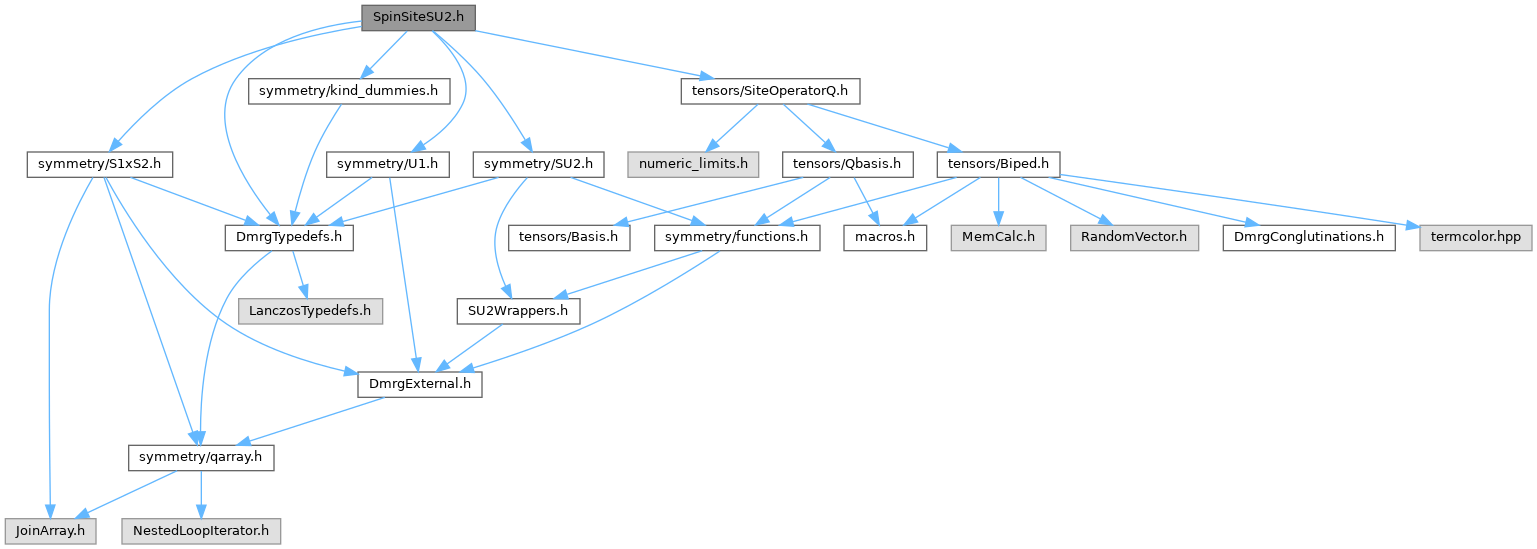 SpinSiteSU2.h
symmetry/kind_dummies.h
tensors/SiteOperatorQ.h
symmetry/S1xS2.h
symmetry/U1.h
symmetry/SU2.h
numeric_limits.h
tensors/Qbasis.h
tensors/Biped.h
DmrgTypedefs.h
tensors/Basis.h
symmetry/functions.h
macros.h
MemCalc.h
RandomVector.h
DmrgConglutinations.h
termcolor.hpp
LanczosTypedefs.h
SU2Wrappers.h
DmrgExternal.h
symmetry/qarray.h
JoinArray.h
NestedLoopIterator.h